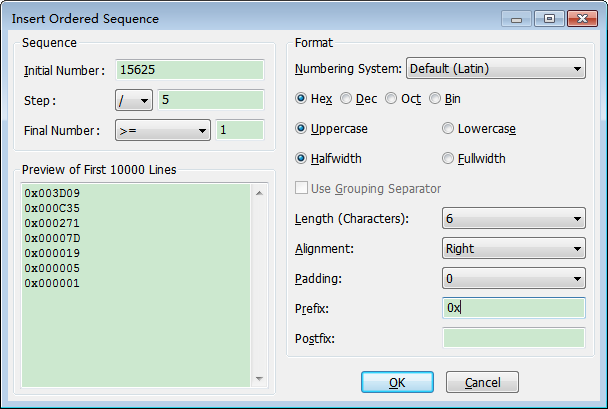 Insert Ordered Sequence
Sequence
Initial Number: 15625
Step: / 5
Final Number: >= 1
Preview of First 10000 Lines
0x003D09
0x000C35
0x000271
0x00007D
0x000019
0x000005
0x000001
Format
Numbering System: Default (Latin)
Hex Dec Oct Bin
Uppercase Lowercase
Halfwidth Fullwidth
Use Grouping Separator
Length (Characters): 6
Alignment: Right
Padding: 0
Prefix: 0x
Postfix:
OK Cancel